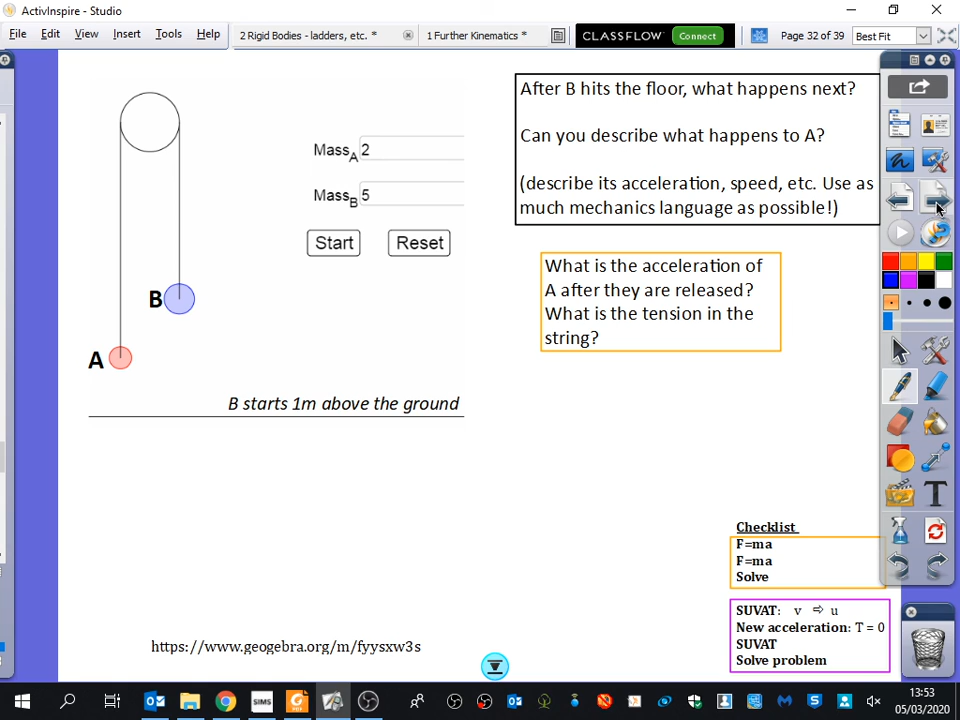 ActivInspire - Studio
File Edit View Insert Tools Help
2 Rigid Bodies - ladders, etc. *
1 Further Kinematics *
CLASSFLOW Connect
Page 32 of 39
Best Fit
After B hits the floor, what happens next?
Can you describe what happens to A?
(describe its acceleration, speed, etc. Use as
much mechanics language as possible!)
MassA 2
MassB 5
Start Reset
What is the acceleration of
A after they are released?
What is the tension in the
string?
B
A
B starts 1m above the ground
Checklist
F=ma
F=ma
Solve
SUVAT: v ⇨ u
New acceleration: T = 0
SUVAT
Solve problem
https://www.geogebra.org/m/fyysxw3s
SIMS
PDF
13:53
05/03/2020